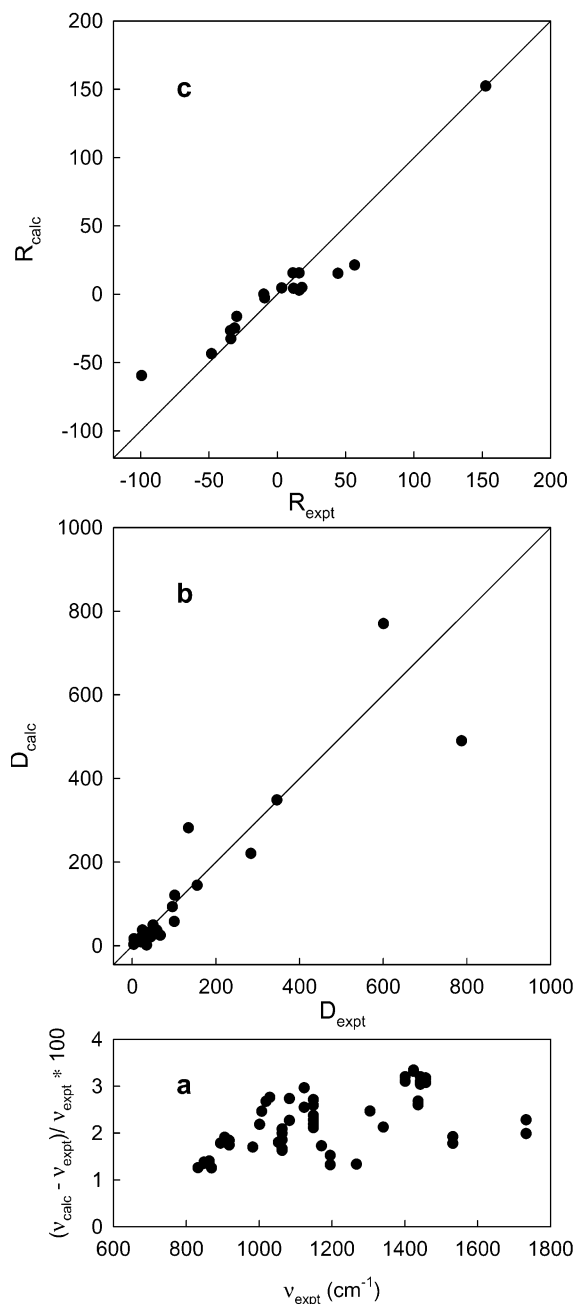 200
150
100
50
0
-50
-100
R_calc
c
-100 -50 0 50 100 150 200
R_expt
1000
800
600
400
200
0
D_calc
b
0 200 400 600 800 1000
D_expt
4
3
2
1
0
(ν_calc - ν_expt)/ ν_expt * 100
a
600 800 1000 1200 1400 1600 1800
ν_expt (cm⁻¹)